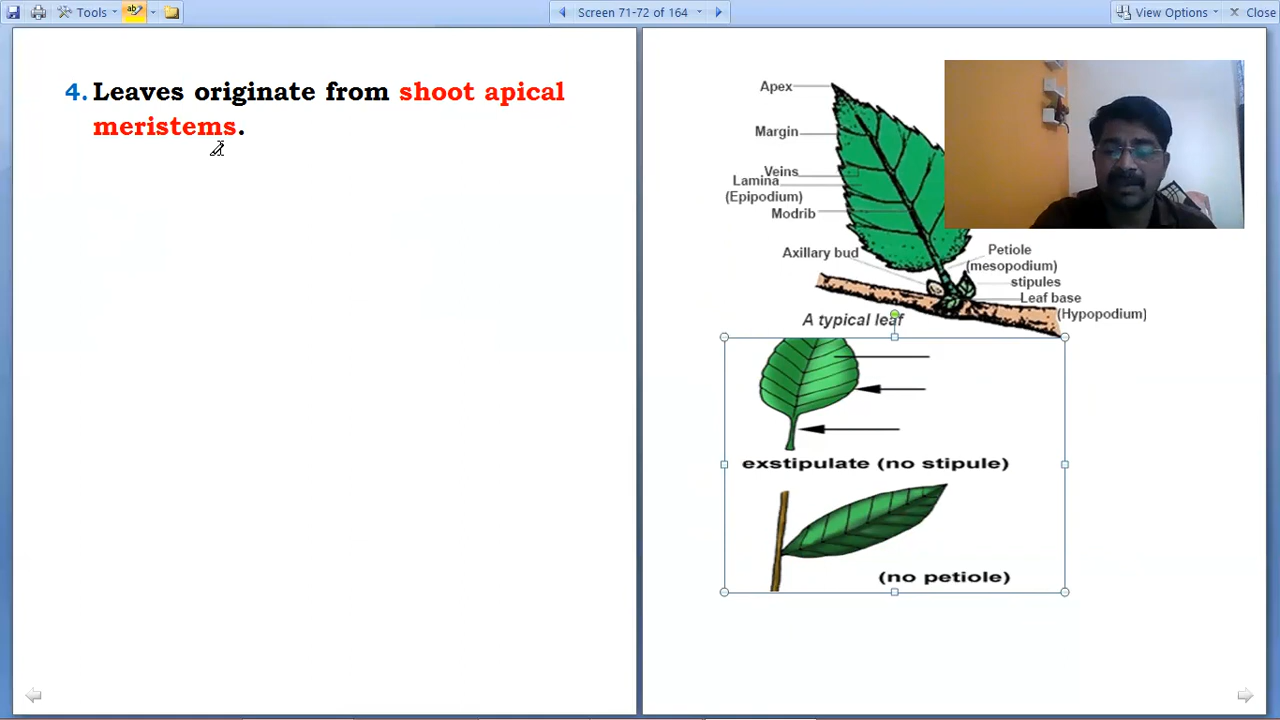 Tools
Screen 71-72 of 164
View Options
Close
4. Leaves originate from shoot apical
meristems.
Apex
Margin
Veins
Lamina
(Epipodium)
Modrib
Axillary bud
Petiole
(mesopodium)
stipules
Leaf base
(Hypopodium)
A typical leaf
exstipulate (no stipule)
(no petiole)